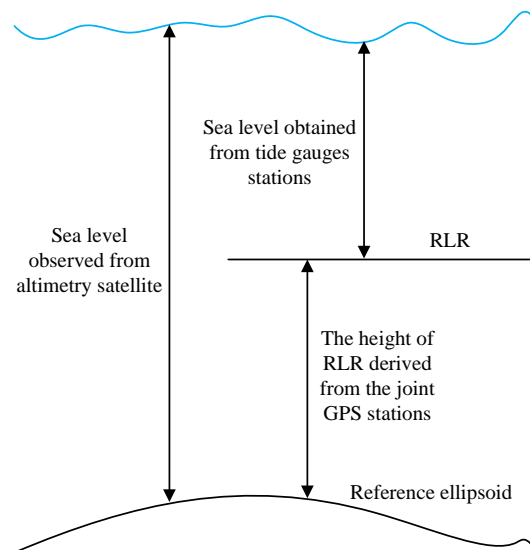 Sea level obtained
from tide gauges
stations
Sea level
observed from
altimetry satellite
RLR
The height of
RLR derived
from the joint
GPS stations
Reference ellipsoid